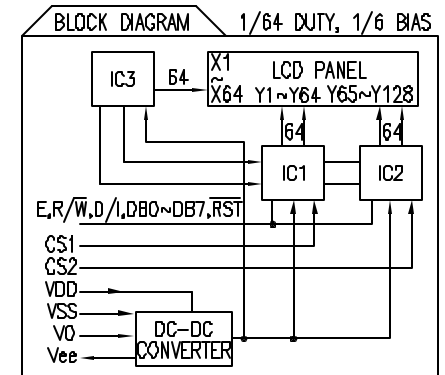 BLOCK DIAGRAM 1/64 DUTY, 1/6 BIAS
IC3
64
X1
~
X64
LCD PANEL
Y1~Y64 Y65~Y128
64
64
IC1
IC2
E,R/W̅,D/I,DB0~DB7,R̅S̅T̅
CS1
CS2
VDD
VSS
V0
Vee
DC-DC
CONVERTER